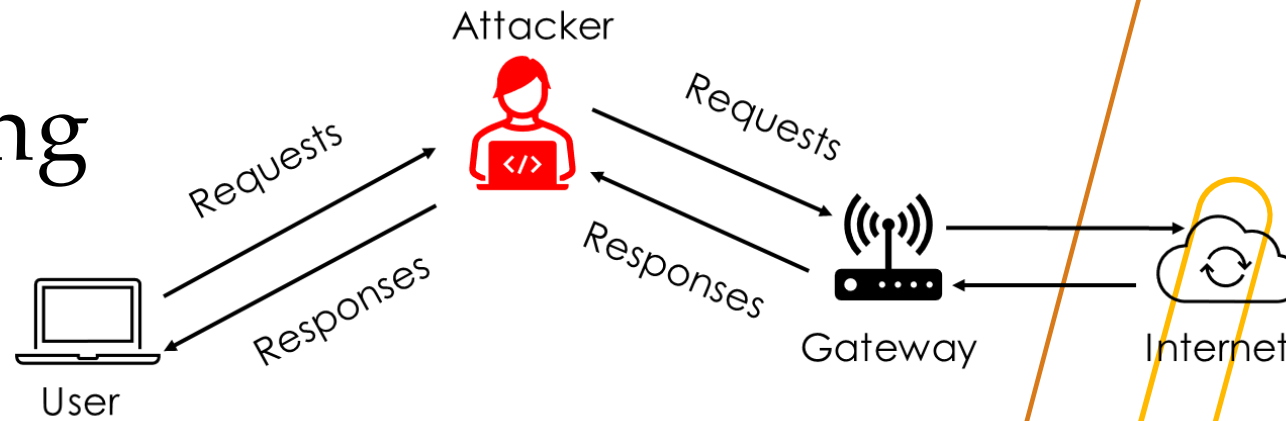 Attacker
ng
Requests
Requests
</>
Responses
Responses
User
Gateway
Internet